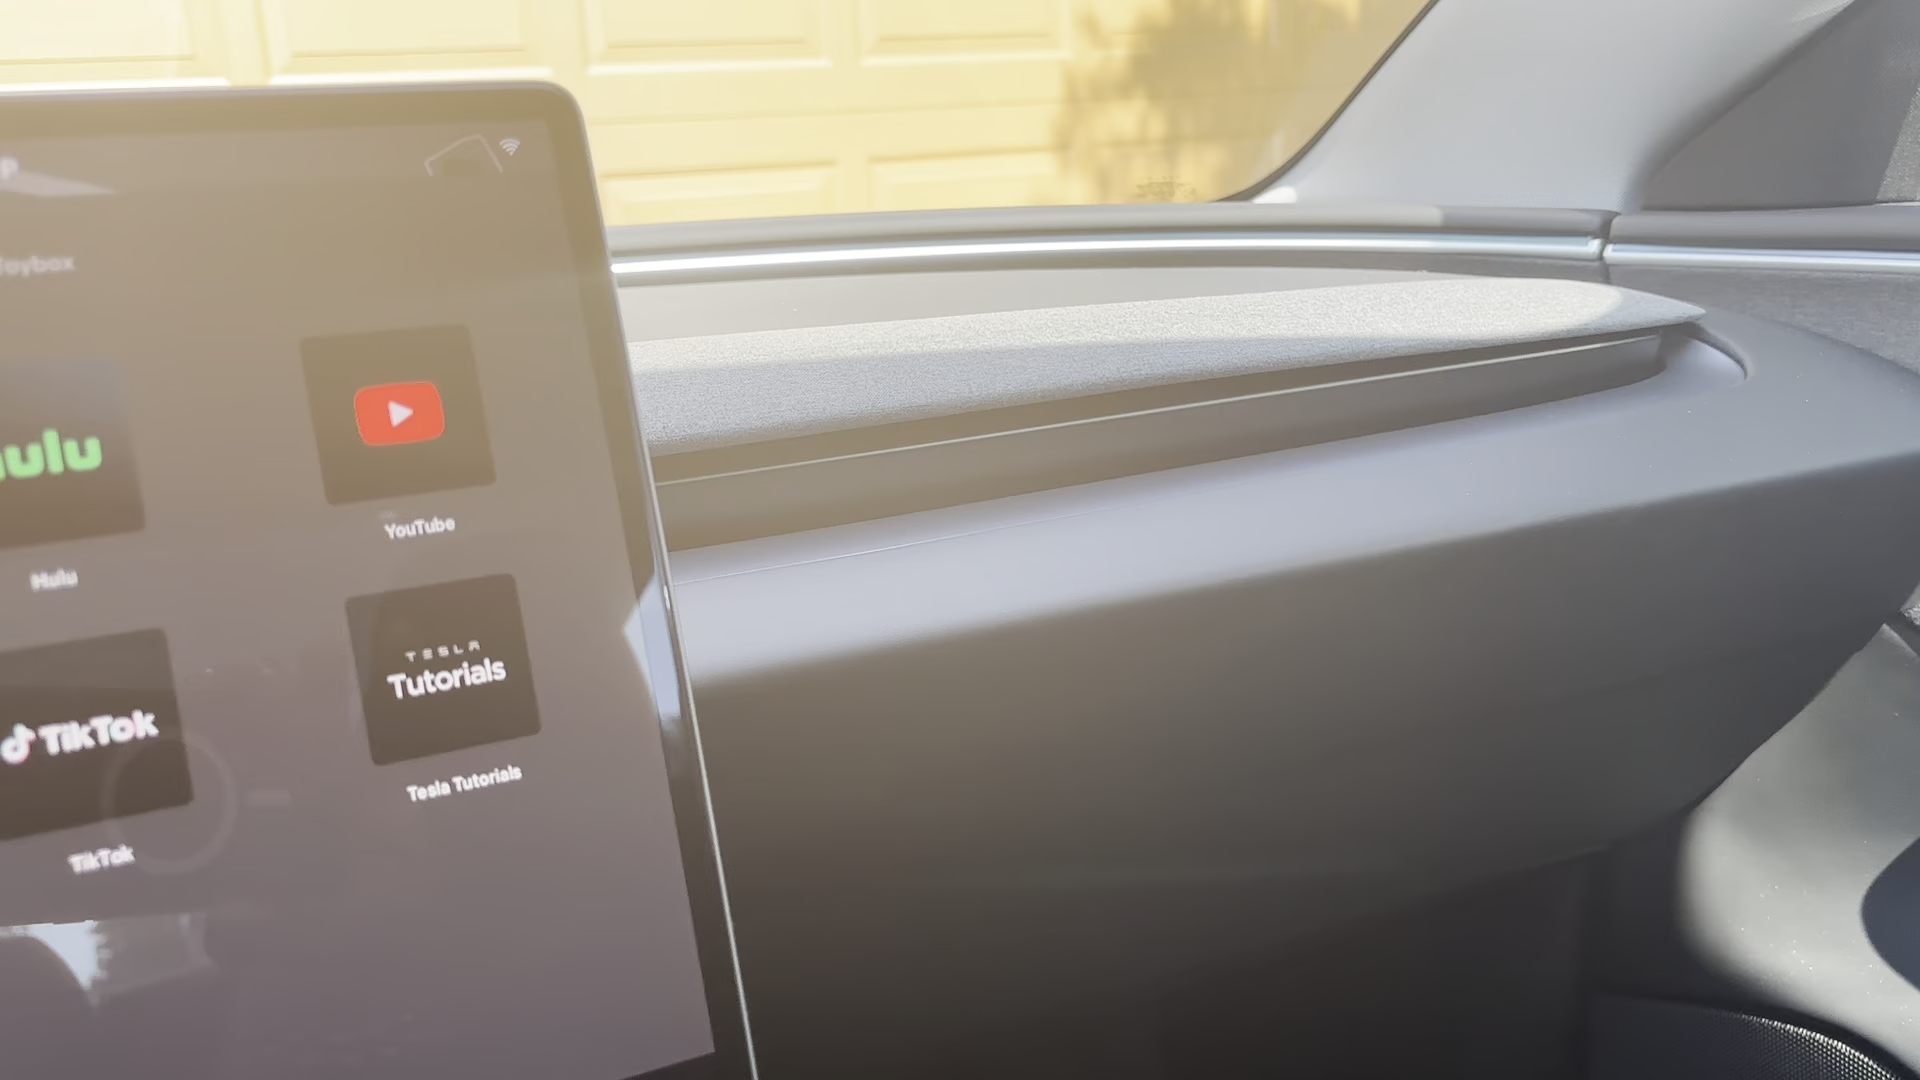 Toybox
hulu
Hulu
YouTube
TikTok
TikTok
TESLA
Tutorials
Tesla Tutorials